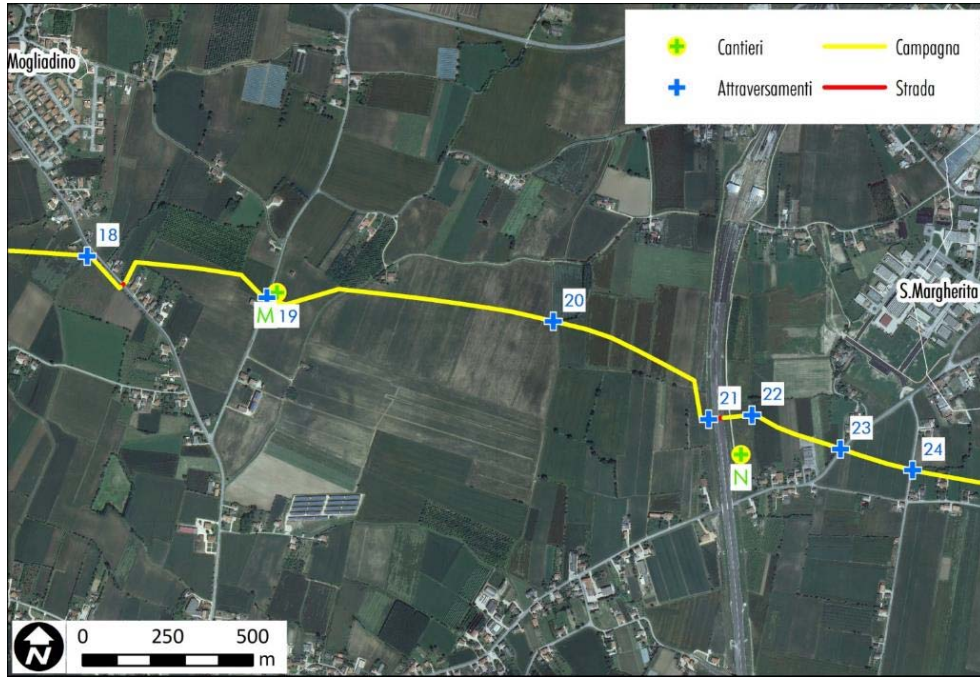 Mogliadino
Cantieri
Campagna
Attraversamenti
Strada
18
M 19
20
21
22
23
24
N
S.Margherita
N
0 250 500
m